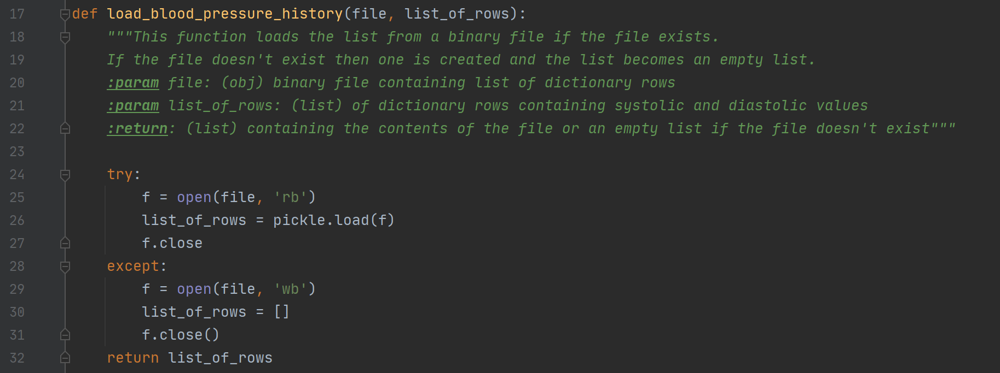 17 def load_blood_pressure_history(file, list_of_rows):
18     """This function loads the list from a binary file if the file exists.
19     If the file doesn't exist then one is created and the list becomes an empty list.
20     :param file: (obj) binary file containing list of dictionary rows
21     :param list_of_rows: (list) of dictionary rows containing systolic and diastolic values
22     :return: (list) containing the contents of the file or an empty list if the file doesn't exist"""
23
24     try:
25         f = open(file, 'rb')
26         list_of_rows = pickle.load(f)
27         f.close
28     except:
29         f = open(file, 'wb')
30         list_of_rows = []
31         f.close()
32     return list_of_rows